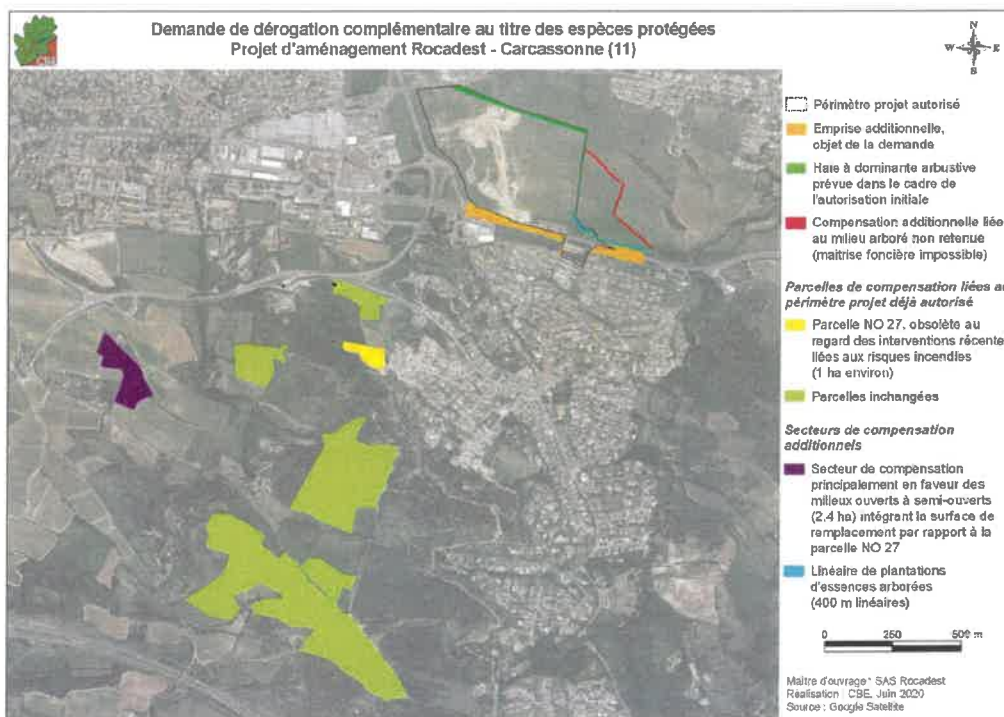 Demande de dérogation complémentaire au titre des espèces protégées
Projet d'aménagement Rocadest - Carcassonne (11)
CBE
N
W E
S
Périmètre projet autorisé
Emprise additionnelle,
objet de la demande
Haie à dominante arbustive
prévue dans le cadre de
l'autorisation initiale
Compensation additionnelle liée
au milieu arboré non retenue
(maitrise foncière impossible)
Parcelles de compensation liées au
périmètre projet déjà autorisé
Parcelle NO 27, obsolète au
regard des interventions récente
liées aux risques incendies
(1 ha environ)
Parcelles inchangées
Secteurs de compensation
additionnels
Secteur de compensation
principalement en faveur des
milieux ouverts à semi-ouverts
(2,4 ha) intégrant la surface de
remplacement par rapport à la
parcelle NO 27
Linéaire de plantations
d'essences arborées
(400 m linéaires)
0 250 500 m
Maître d'ouvrage : SAS Rocadest
Réalisation : CBE, Juin 2020
Source : Google Satellite